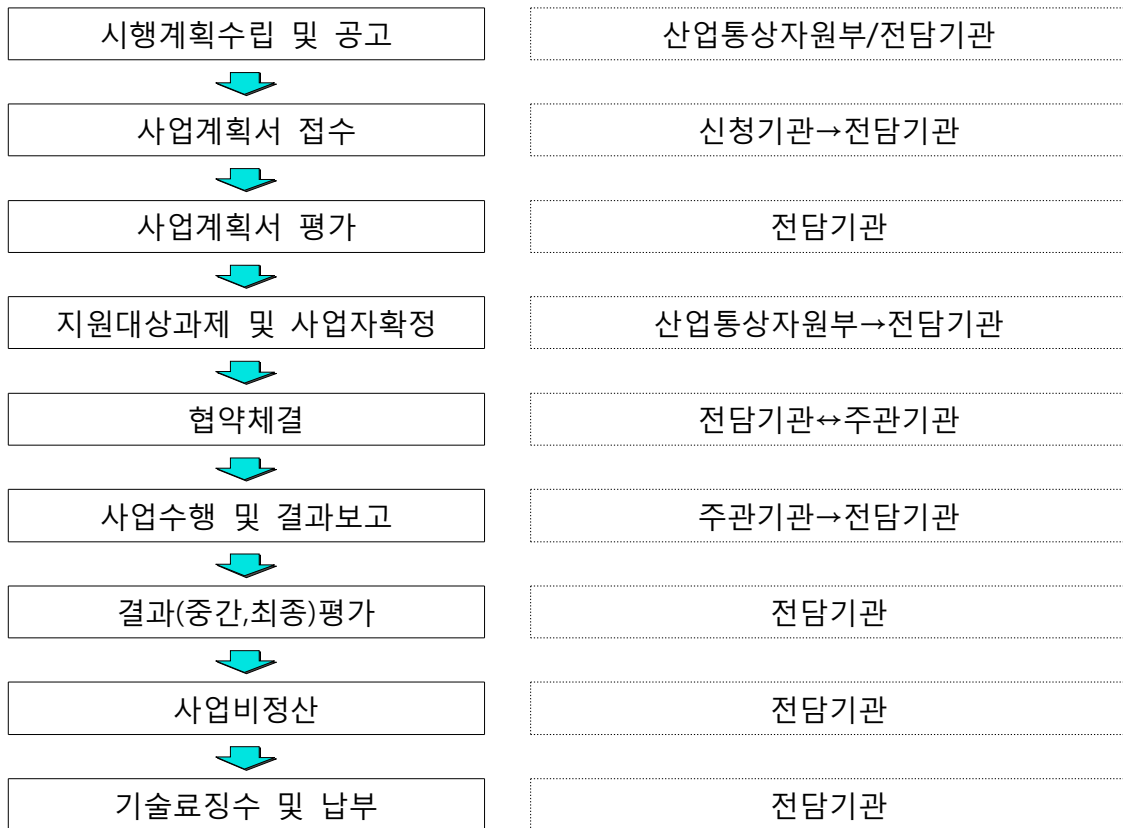 시행계획수립 및 공고
산업통상자원부/전담기관
사업계획서 접수
신청기관→전담기관
사업계획서 평가
전담기관
지원대상과제 및 사업자확정
산업통상자원부→전담기관
협약체결
전담기관↔주관기관
사업수행 및 결과보고
주관기관→전담기관
결과(중간,최종)평가
전담기관
사업비정산
전담기관
기술료징수 및 납부
전담기관